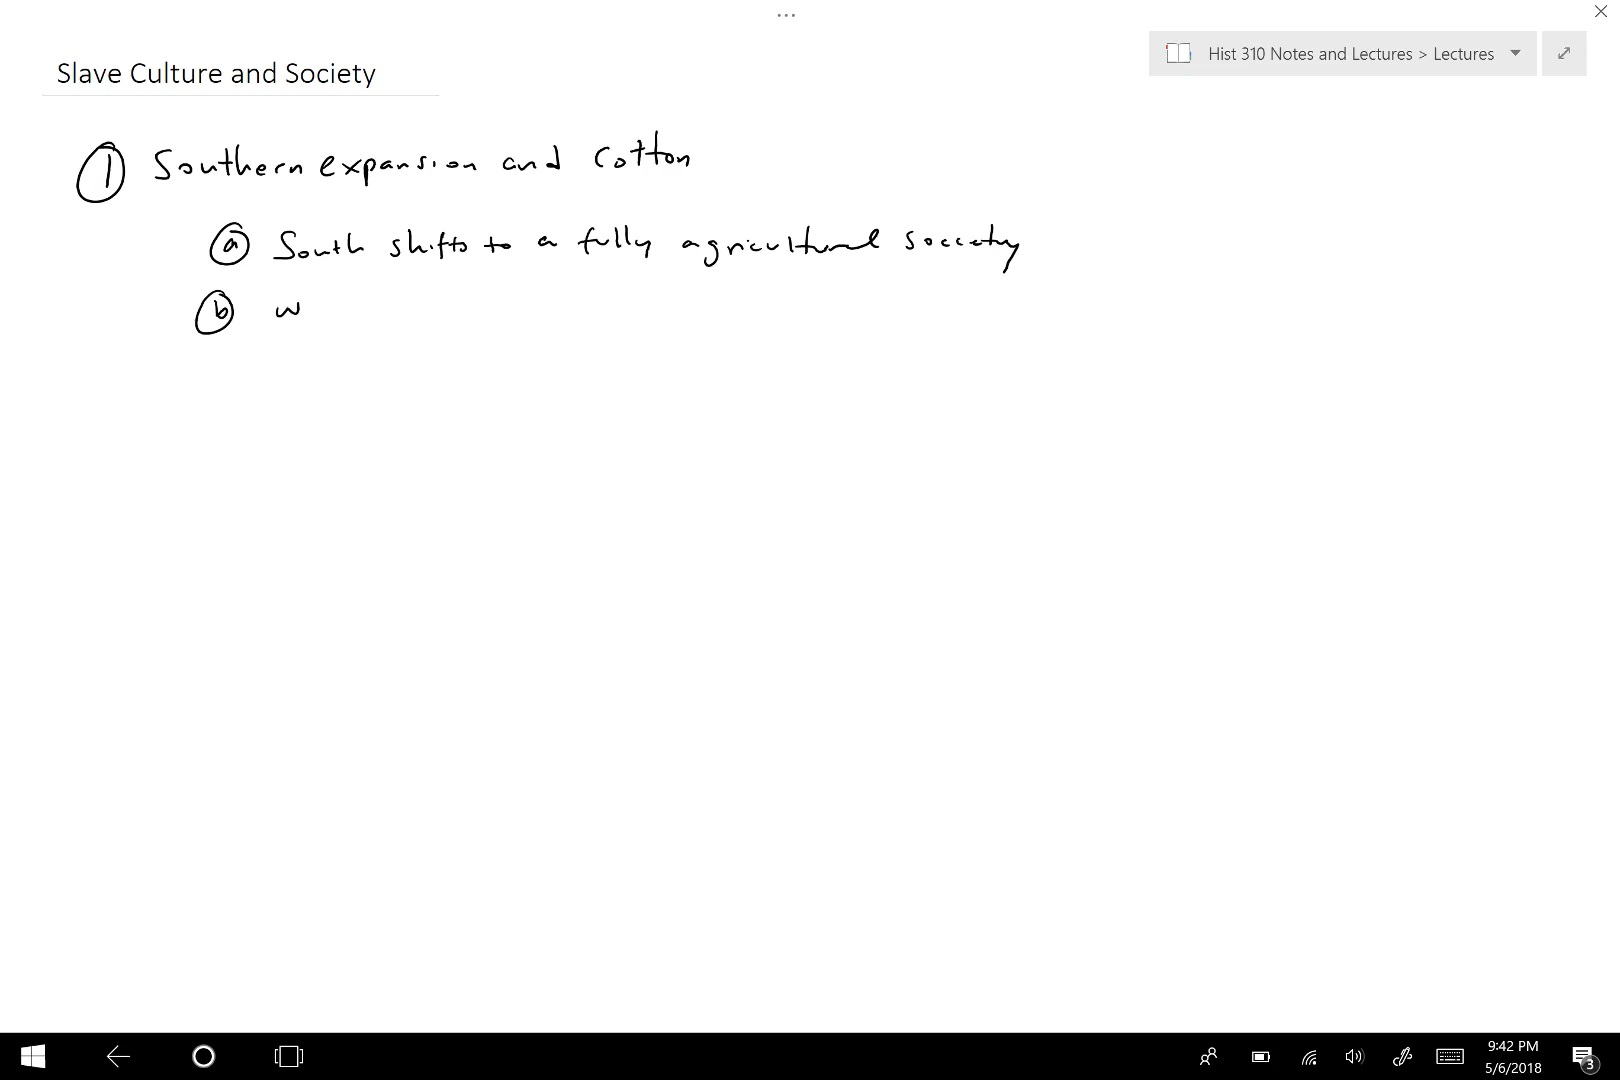 Slave Culture and Society
Hist 310 Notes and Lectures > Lectures
① Southern expansion and cotton
ⓐ South shifts to a fully agricultural society
ⓑ w
9:42 PM
5/6/2018
3